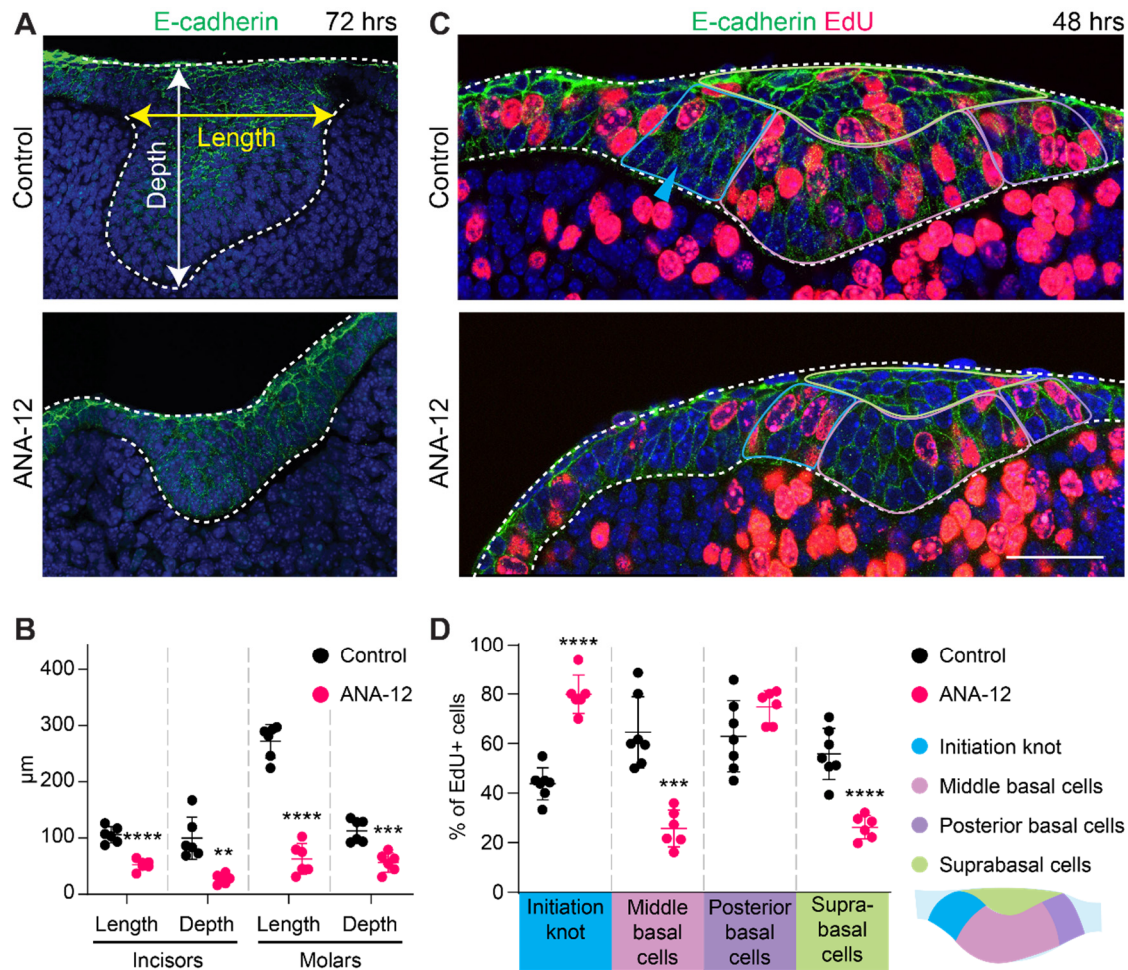 A
E-cadherin
72 hrs
Control
Length
Depth
ANA-12
C
E-cadherin EdU
48 hrs
Control
ANA-12
B
µm
400
300
200
100
0
Control
ANA-12
****
**
****
***
Length
Depth
Length
Depth
Incisors
Molars
D
% of EdU+ cells
100
80
60
40
20
0
****
***
****
Initiation
knot
Middle
basal
cells
Posterior
basal
cells
Supra-
basal
cells
Control
ANA-12
Initiation knot
Middle basal cells
Posterior basal cells
Suprabasal cells